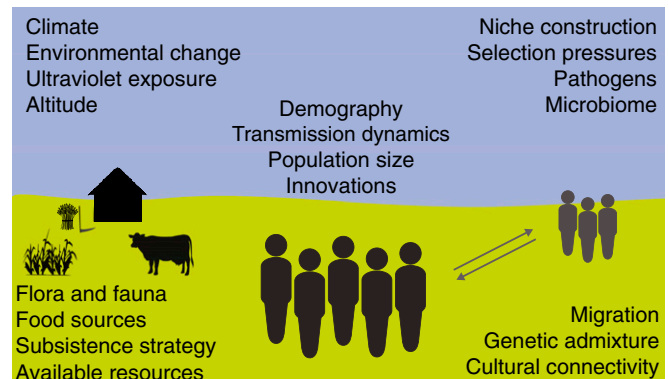 Climate
Environmental change
Ultraviolet exposure
Altitude
Niche construction
Selection pressures
Pathogens
Microbiome
Demography
Transmission dynamics
Population size
Innovations
Flora and fauna
Food sources
Subsistence strategy
Available resources
Migration
Genetic admixture
Cultural connectivity